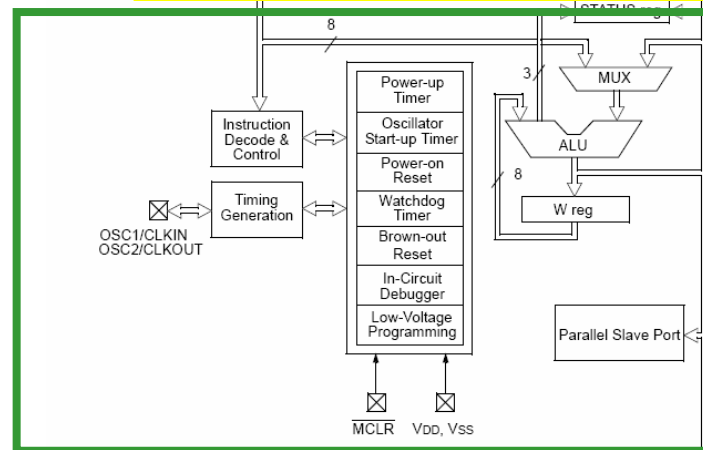 STATUS reg
8
3
MUX
Power-up
Timer
Instruction
Decode &
Control
Oscillator
Start-up Timer
ALU
Power-on
Reset
8
Timing
Generation
Watchdog
Timer
W reg
OSC1/CLKIN
OSC2/CLKOUT
Brown-out
Reset
In-Circuit
Debugger
Low-Voltage
Programming
Parallel Slave Port
MCLR
VDD, VSS